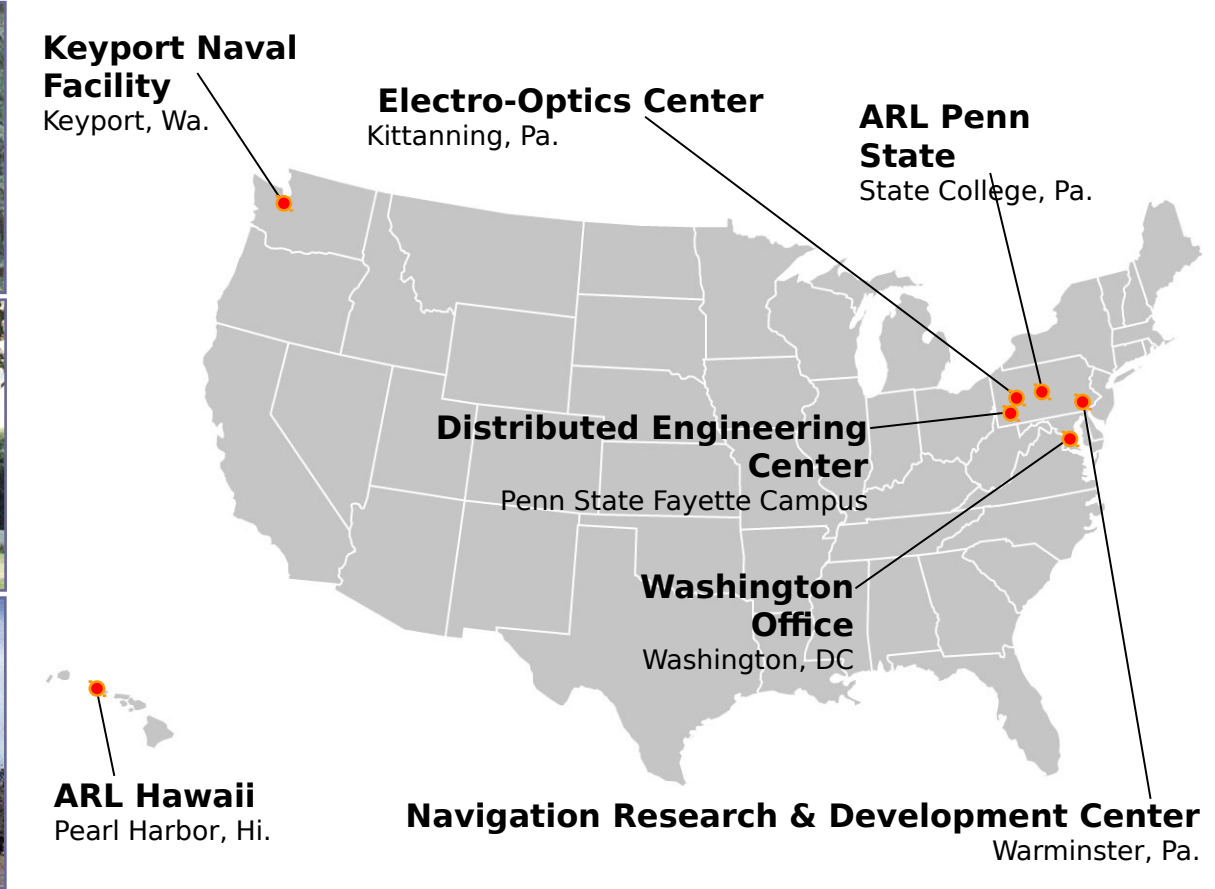 Keyport Naval
Facility
Keyport, Wa.
Electro-Optics Center
Kittanning, Pa.
ARL Penn
State
State College, Pa.
Distributed Engineering
Center
Penn State Fayette Campus
Washington
Office
Washington, DC
ARL Hawaii
Pearl Harbor, Hi.
Navigation Research & Development Center
Warminster, Pa.